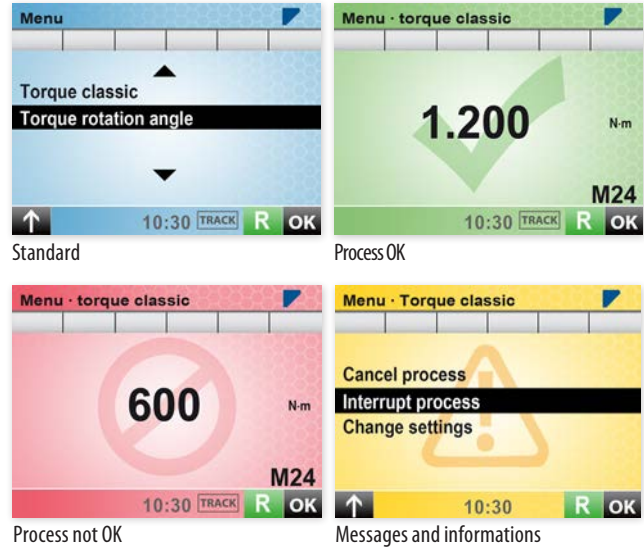 Menu
Torque classic
Torque rotation angle
10:30 TRACK R OK
Standard
Menu · torque classic
1.200 N·m
M24
10:30 TRACK R OK
Process OK
Menu · torque classic
600 N·m
M24
10:30 TRACK R OK
Process not OK
Menu · Torque classic
Cancel process
Interrupt process
Change settings
10:30 R OK
Messages and informations